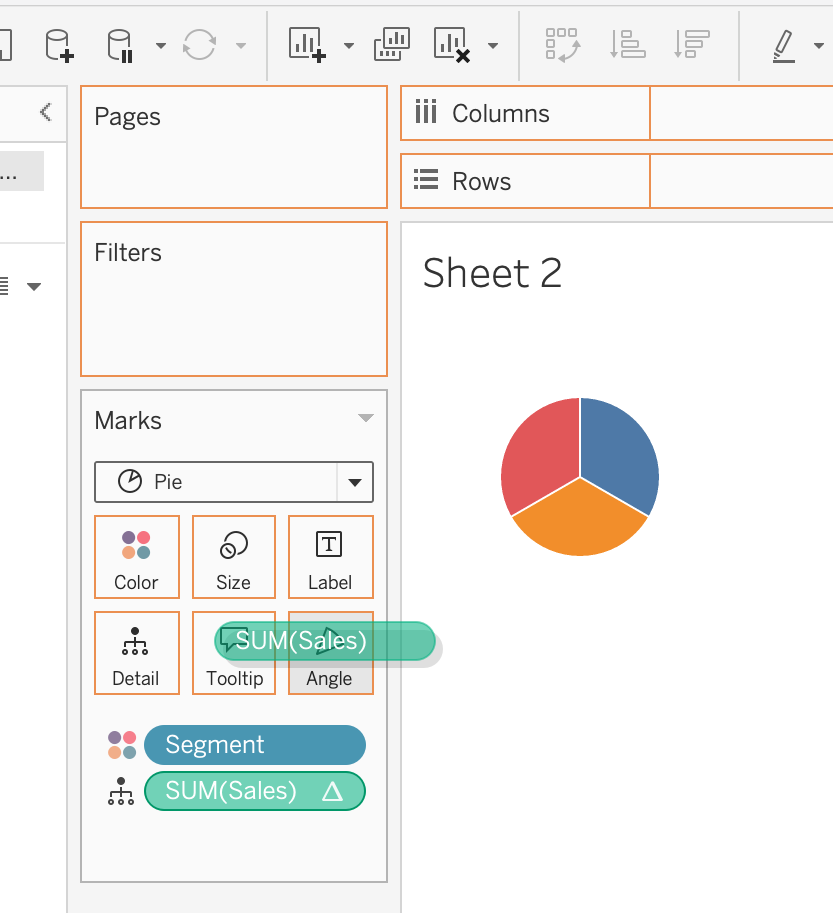 Pages
Columns
Rows
...
Filters
Sheet 2
Marks
Pie
Color Size Label
T
SUM(Sales)
Detail Tooltip Angle
Segment
SUM(Sales) Δ